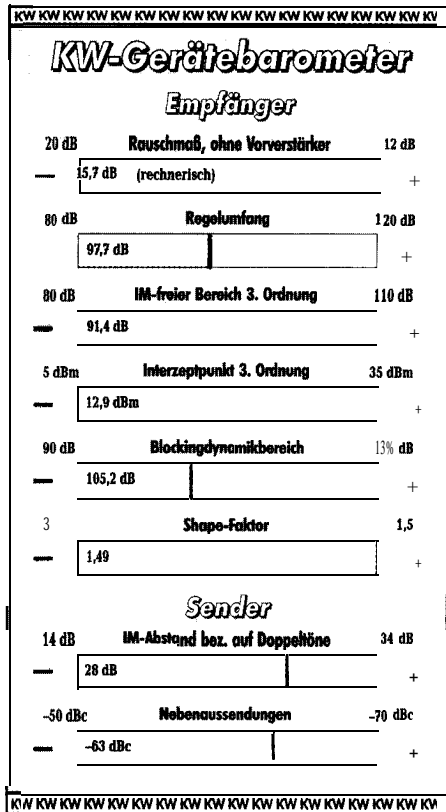 KW KW KW KW KW KW KW KW KW KW KW KW KW KW KW KW KW KW
KW-Gerätebarometer
Empfänger
20 dB Rauschmaß, ohne Vorverstärker 12 dB
— 15,7 dB (rechnerisch) +
80 dB Regelumfang 120 dB
97,7 dB +
80 dB IM-freier Bereich 3. Ordnung 110 dB
— 91,4 dB +
5 dBm Interzeptpunkt 3. Ordnung 35 dBm
— 12,9 dBm +
90 dB Blockingdynamikbereich 13% dB
— 105,2 dB +
3 Shape-Faktor 1,5
— 1,49 +
Sender
14 dB IM-Abstand bez. auf Doppeltöne 34 dB
— 28 dB +
–50 dBc Nebenaussendungen –70 dBc
— –63 dBc +
KW KW KW KW KW KW KW KW KW KW KW KW KW KW KW KW KW KW KW